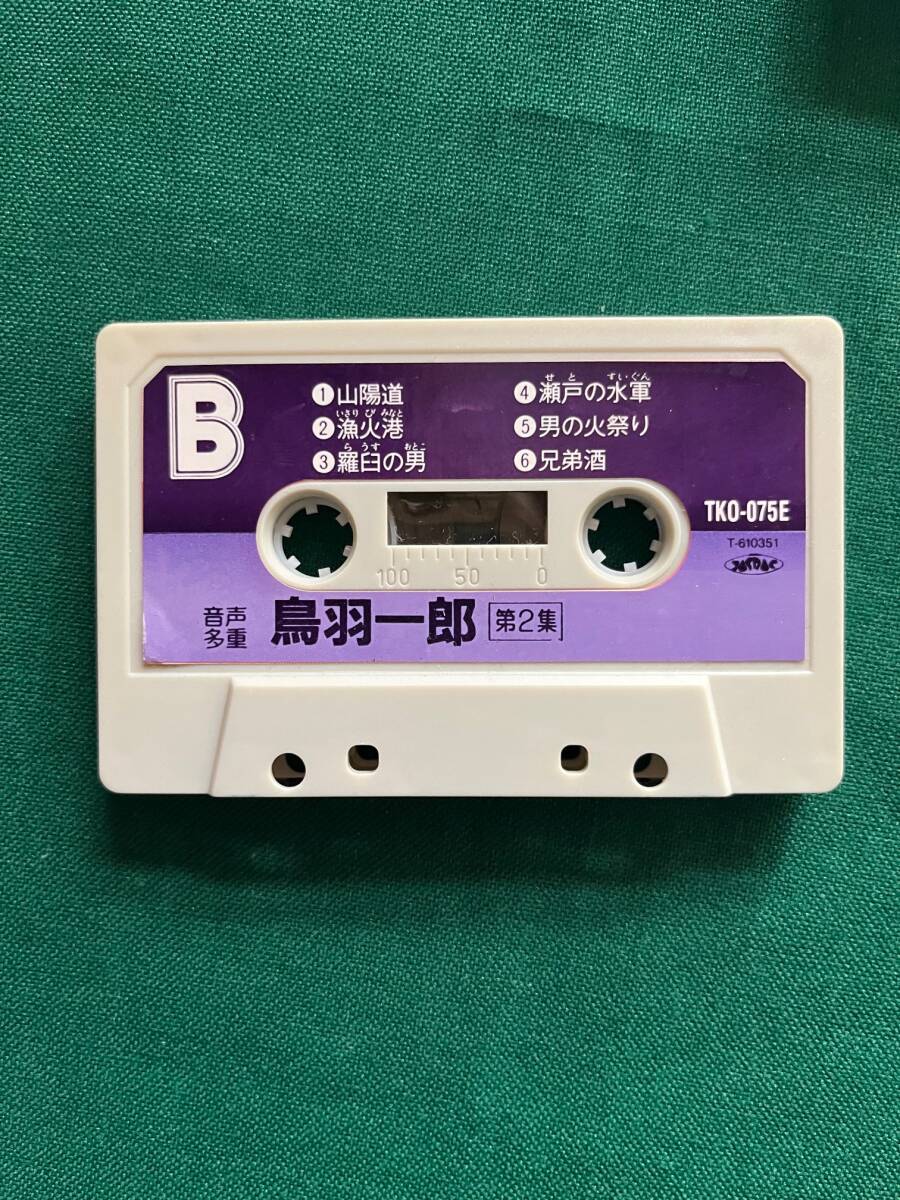 B
①山陽道
いさり び みなと
②漁火港
ら うす おとこ
③羅臼の男
せ と すいぐん
④瀬戸の水軍
⑤男の火祭り
⑥兄弟酒
TKO-075E
T-610351
JASRAC
100 50 0
音声
多重
鳥羽一郎 第2集